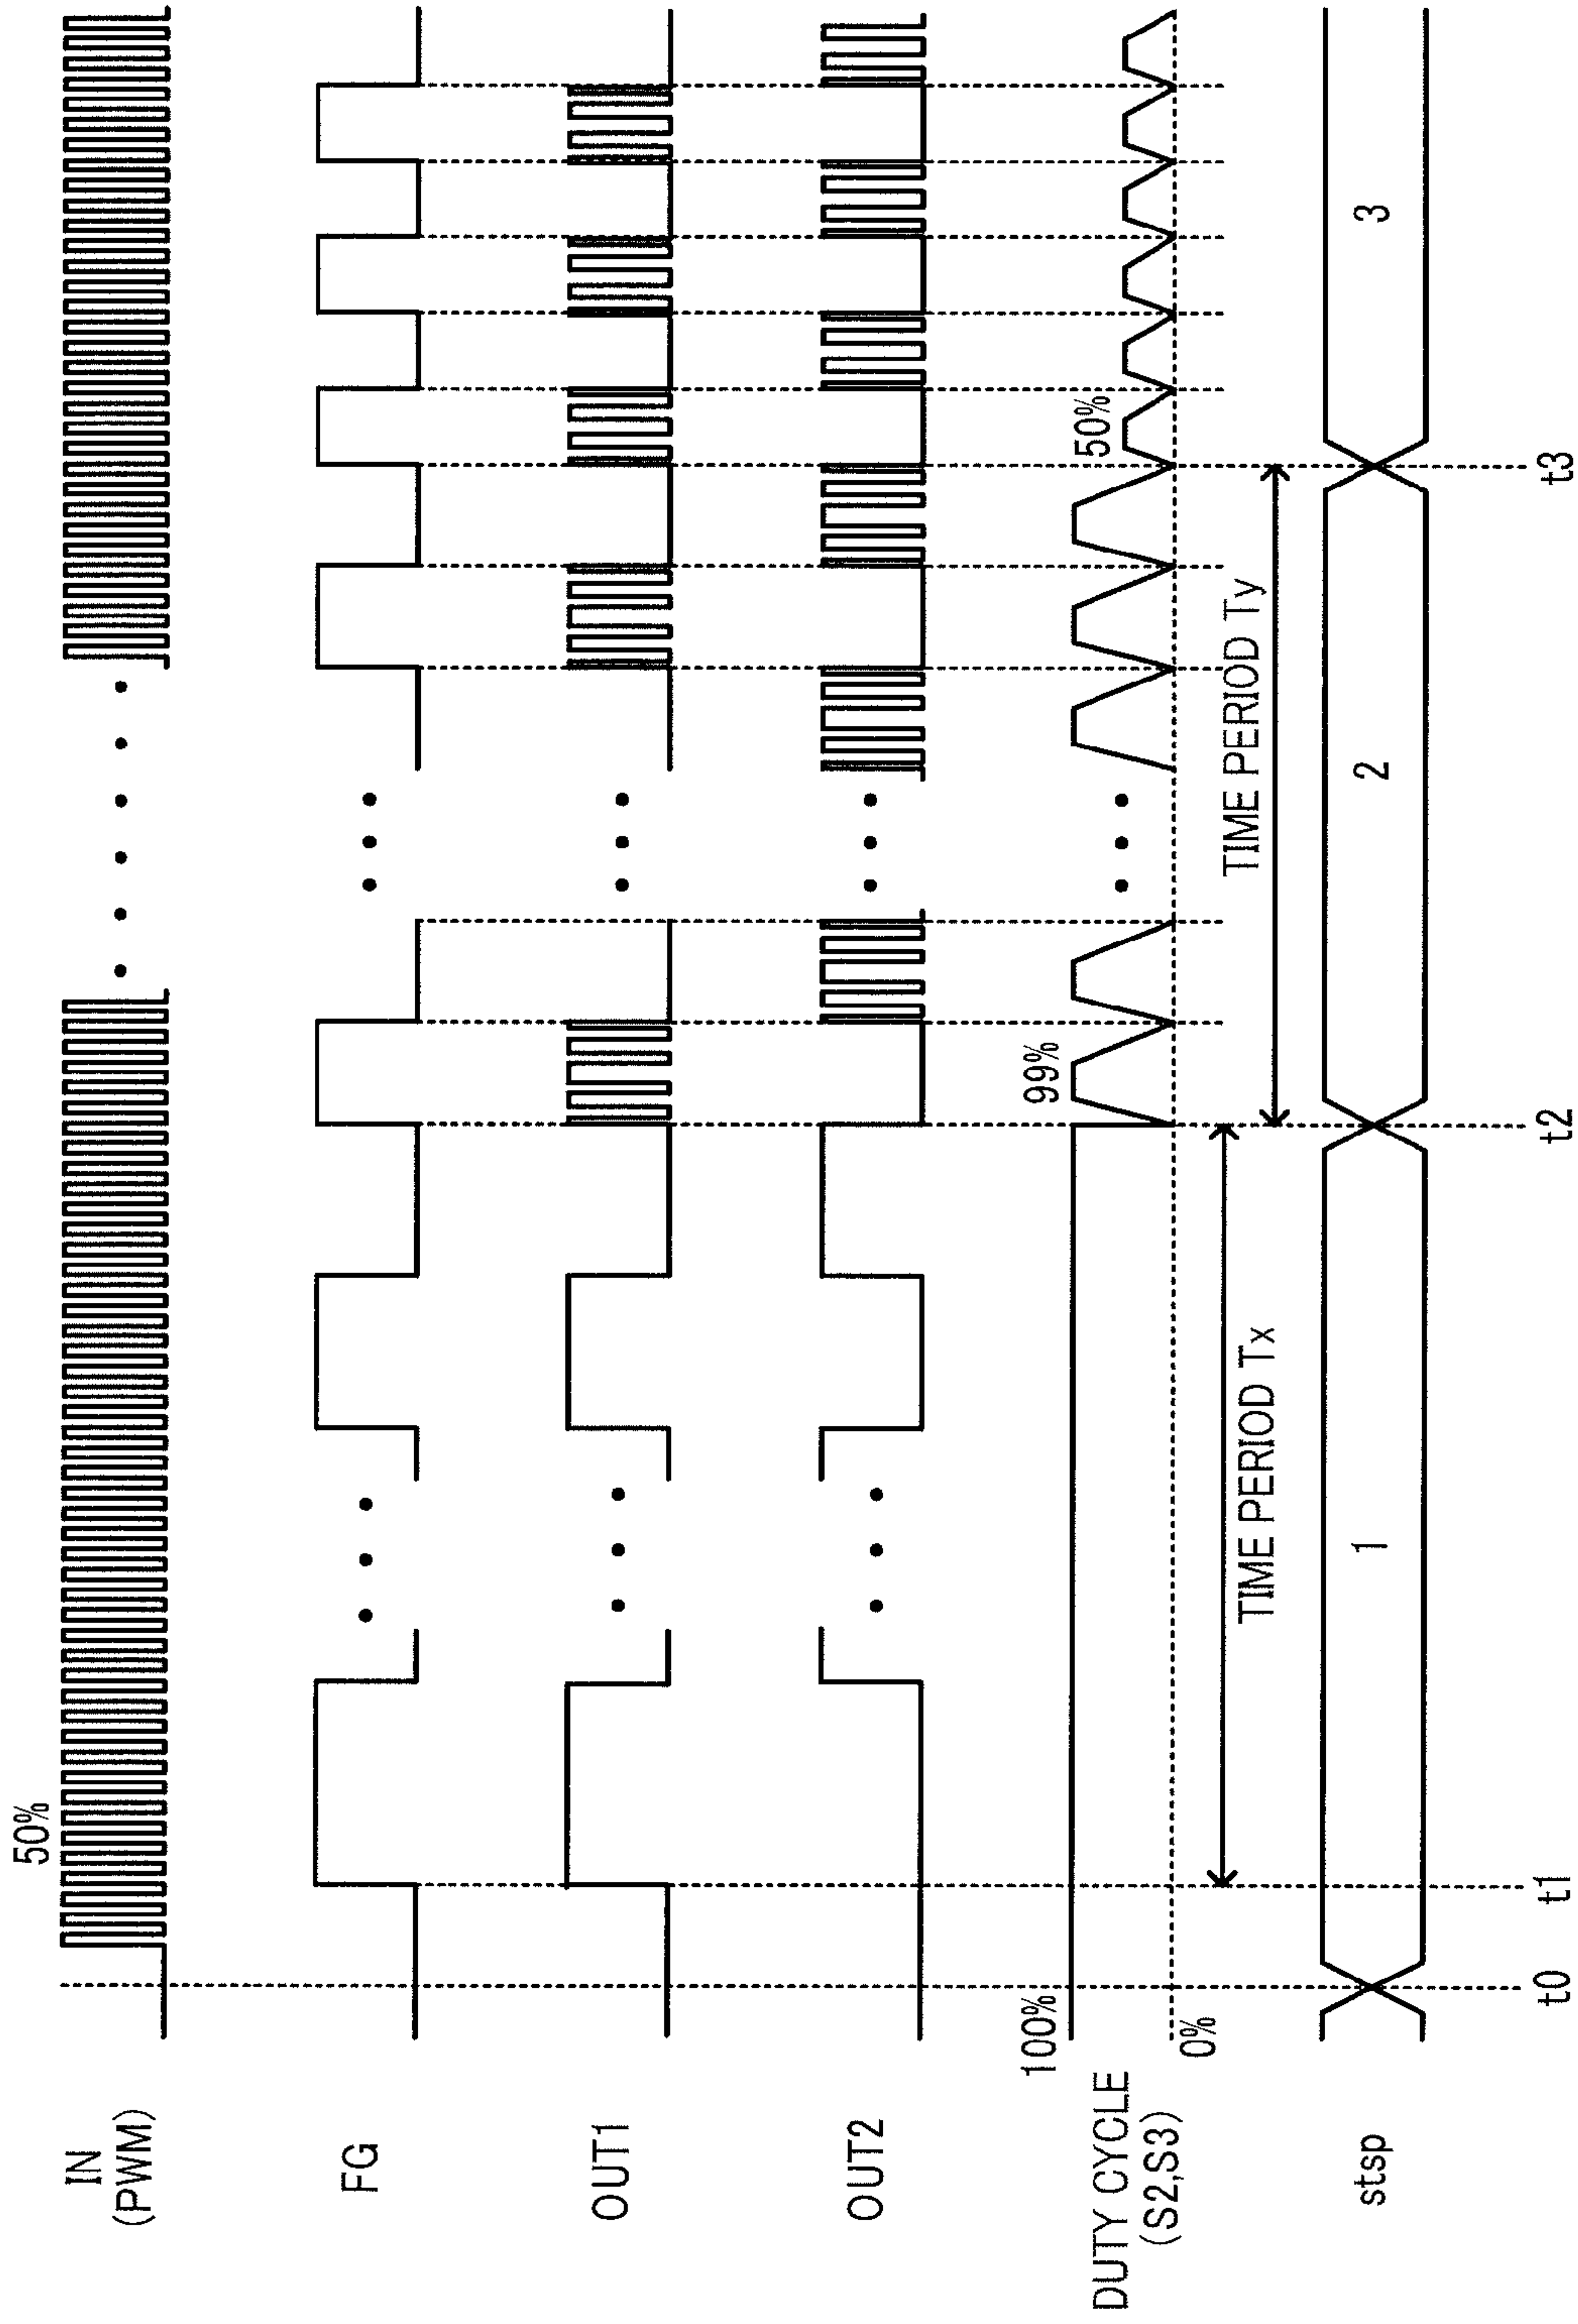 IN
(PWM)
50%
FG
OUT1
OUT2
DUTY CYCLE
(S2,S3)
100%
0%
99%
50%
TIME PERIOD Tx
TIME PERIOD Ty
stsp
1
2
3
t0
t1
t2
t3